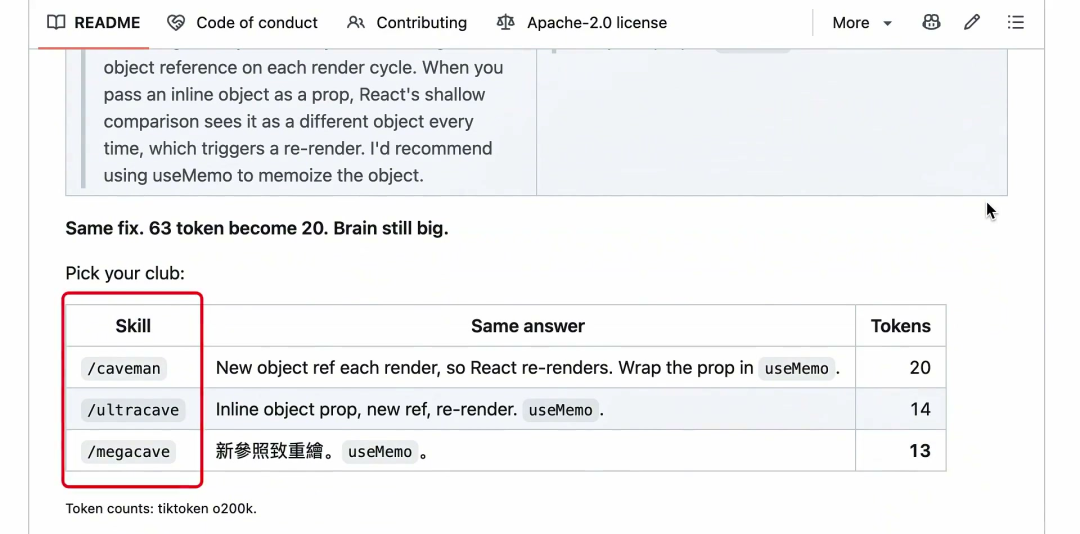 README Code of conduct Contributing Apache-2.0 license More
object reference on each render cycle. When you
pass an inline object as a prop, React's shallow
comparison sees it as a different object every
time, which triggers a re-render. I'd recommend
using useMemo to memoize the object.
Same fix. 63 token become 20. Brain still big.
Pick your club:
Skill Same answer Tokens
/caveman New object ref each render, so React re-renders. Wrap the prop in useMemo. 20
/ultracave Inline object prop, new ref, re-render. useMemo. 14
/megacave 新參照致重繪。useMemo。 13
Token counts: tiktoken o200k.